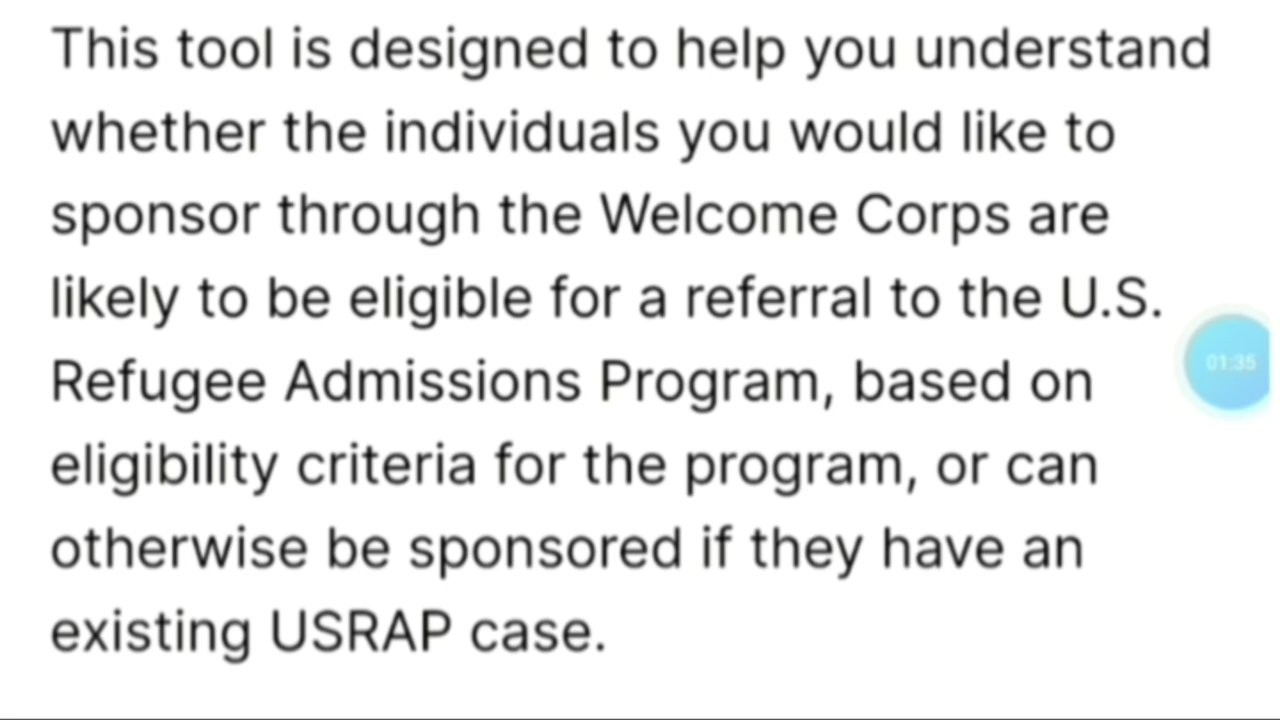 This tool is designed to help you understand
whether the individuals you would like to
sponsor through the Welcome Corps are
likely to be eligible for a referral to the U.S.
01:35
Refugee Admissions Program, based on
eligibility criteria for the program, or can
otherwise be sponsored if they have an
existing USRAP case.